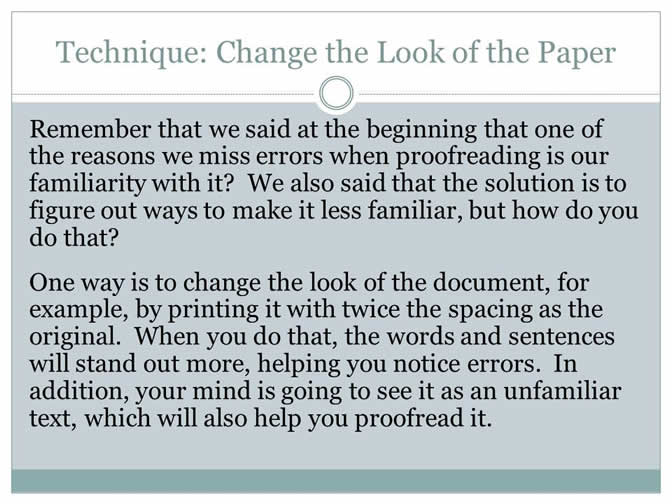 Technique: Change the Look of the Paper
Remember that we said at the beginning that one of
the reasons we miss errors when proofreading is our
familiarity with it?  We also said that the solution is to
figure out ways to make it less familiar, but how do you
do that?
One way is to change the look of the document, for
example, by printing it with twice the spacing as the
original.  When you do that, the words and sentences
will stand out more, helping you notice errors.  In
addition, your mind is going to see it as an unfamiliar
text, which will also help you proofread it.